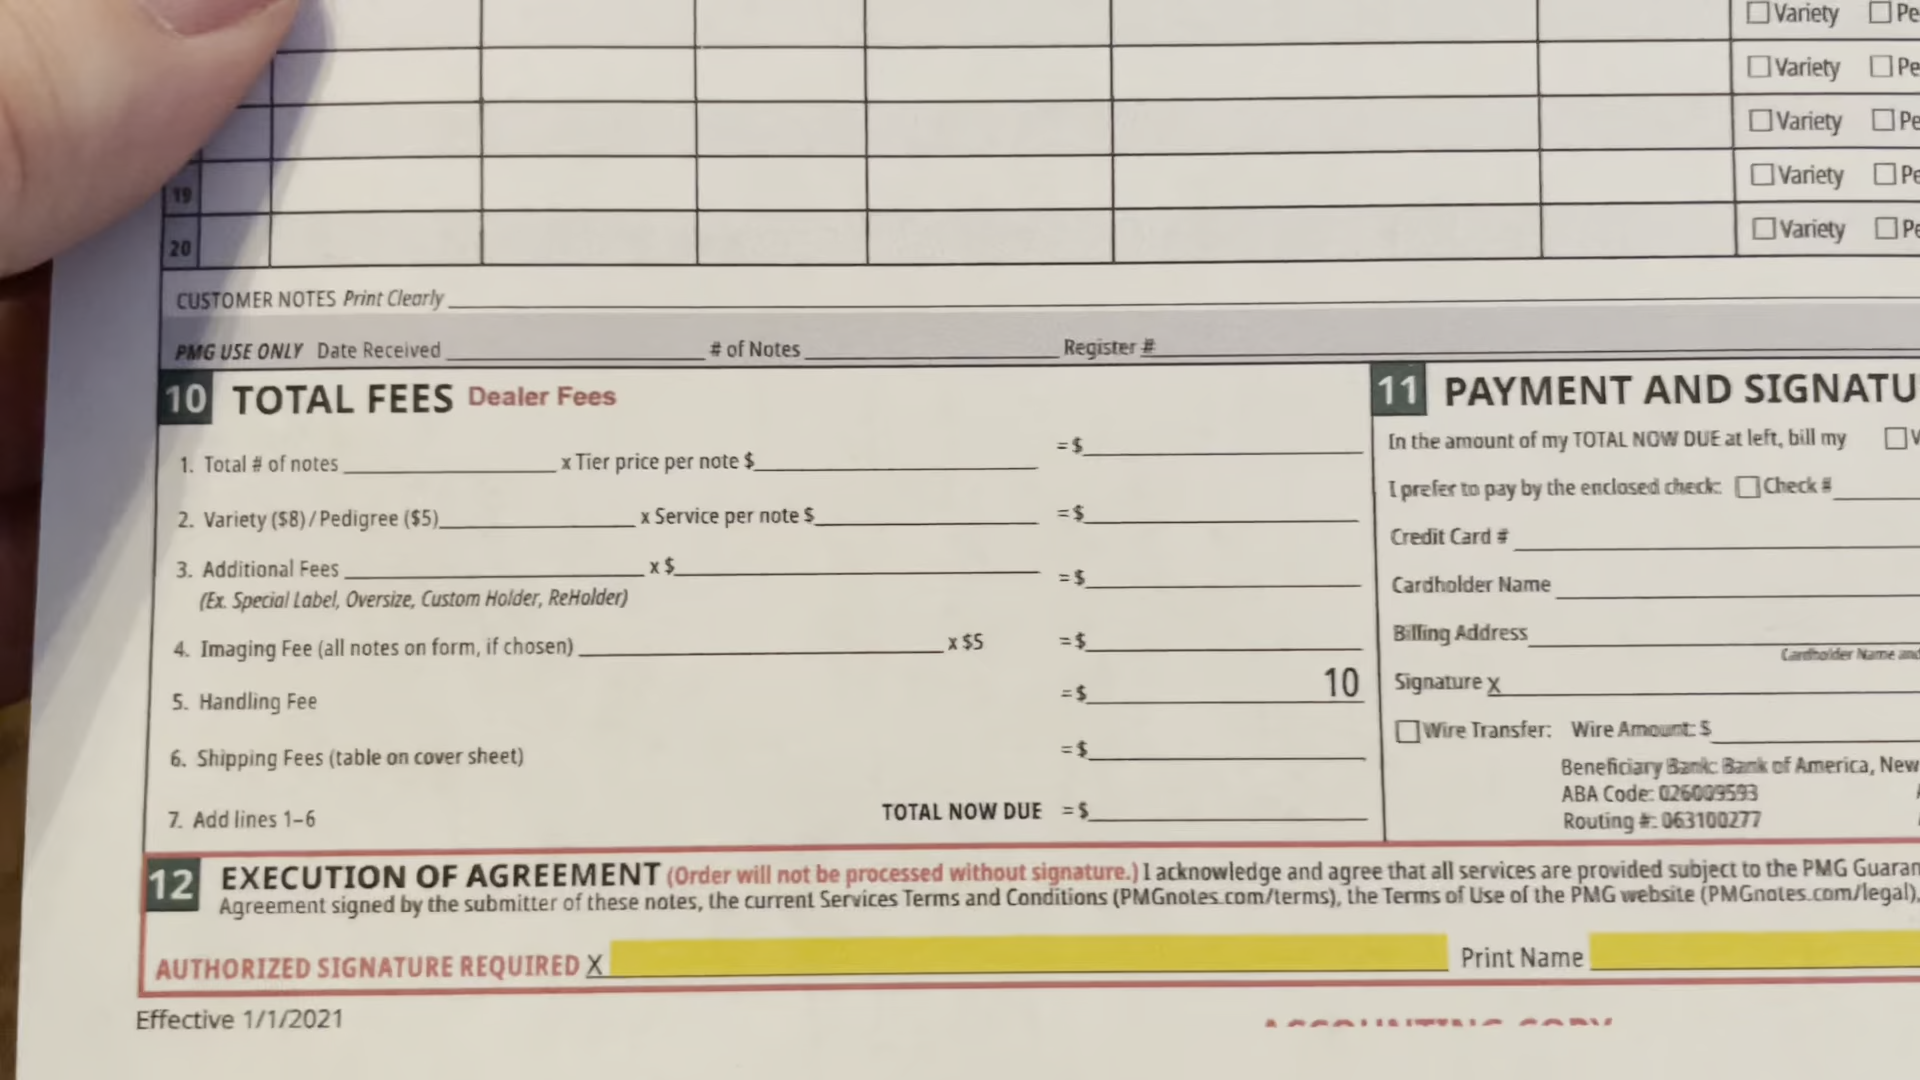 Variety Pe
Variety Pe
Variety Pe
19 Variety Pe
20 Variety Pe
CUSTOMER NOTES Print Clearly
PMG USE ONLY Date Received # of Notes Register #
10 TOTAL FEES Dealer Fees
1. Total # of notes x Tier price per note $ = $
2. Variety ($8) / Pedigree ($5) x Service per note $ = $
3. Additional Fees x $ = $
(Ex. Special Label, Oversize, Custom Holder, ReHolder)
4. Imaging Fee (all notes on form, if chosen) x $5 = $
5. Handling Fee = $ 10
6. Shipping Fees (table on cover sheet) = $
7. Add lines 1–6 TOTAL NOW DUE = $
11 PAYMENT AND SIGNATU
In the amount of my TOTAL NOW DUE at left, bill my V
I prefer to pay by the enclosed check: Check #
Credit Card #
Cardholder Name
Billing Address
Cardholder Name and
Signature X
Wire Transfer: Wire Amount: $
Beneficiary Bank: Bank of America, New
ABA Code: 026009593
Routing #: 063100277
12 EXECUTION OF AGREEMENT (Order will not be processed without signature.) I acknowledge and agree that all services are provided subject to the PMG Guaran
Agreement signed by the submitter of these notes, the current Services Terms and Conditions (PMGnotes.com/terms), the Terms of Use of the PMG website (PMGnotes.com/legal),
AUTHORIZED SIGNATURE REQUIRED X Print Name
Effective 1/1/2021
ACCOUNTING COPY